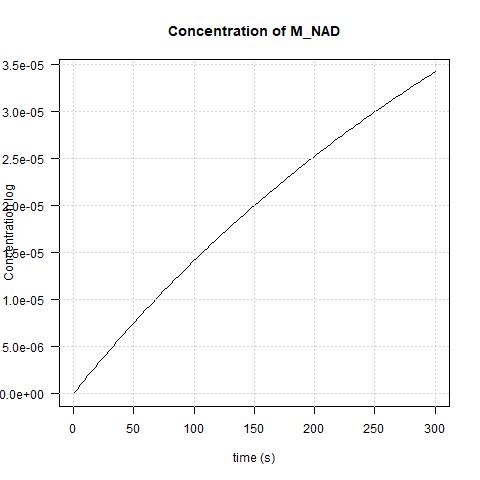 Concentration of M_NAD
3.5e-05
3.0e-05
2.5e-05
2.0e-05
1.5e-05
1.0e-05
5.0e-06
0.0e+00
Concentration log
0 50 100 150 200 250 300
time (s)